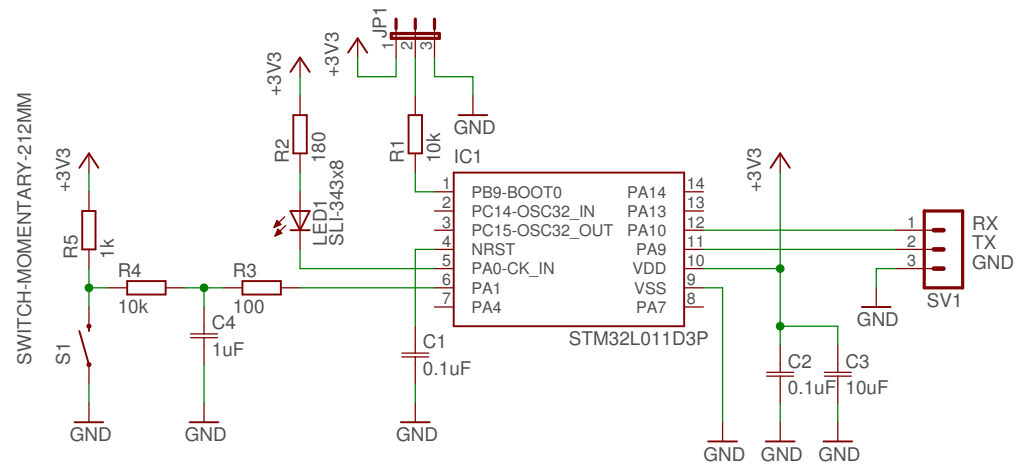 SWITCH-MOMENTARY-212MM
+3V3
R5
1k
S1
GND
R4
10k
C4
1uF
GND
R3
100
+3V3
R2
180
LED1
SLI-343x8
+3V3
JP1
1
2
3
GND
R1
10k
C1
0.1uF
GND
IC1
1 PB9-BOOT0 PA14 14
2 PC14-OSC32_IN PA13 13
3 PC15-OSC32_OUT PA10 12
4 NRST PA9 11
5 PA0-CK_IN VDD 10
6 PA1 VSS 9
7 PA4 PA7 8
STM32L011D3P
GND
+3V3
C2
0.1uF
GND
C3
10uF
GND
1 RX
2 TX
3 GND
SV1
GND